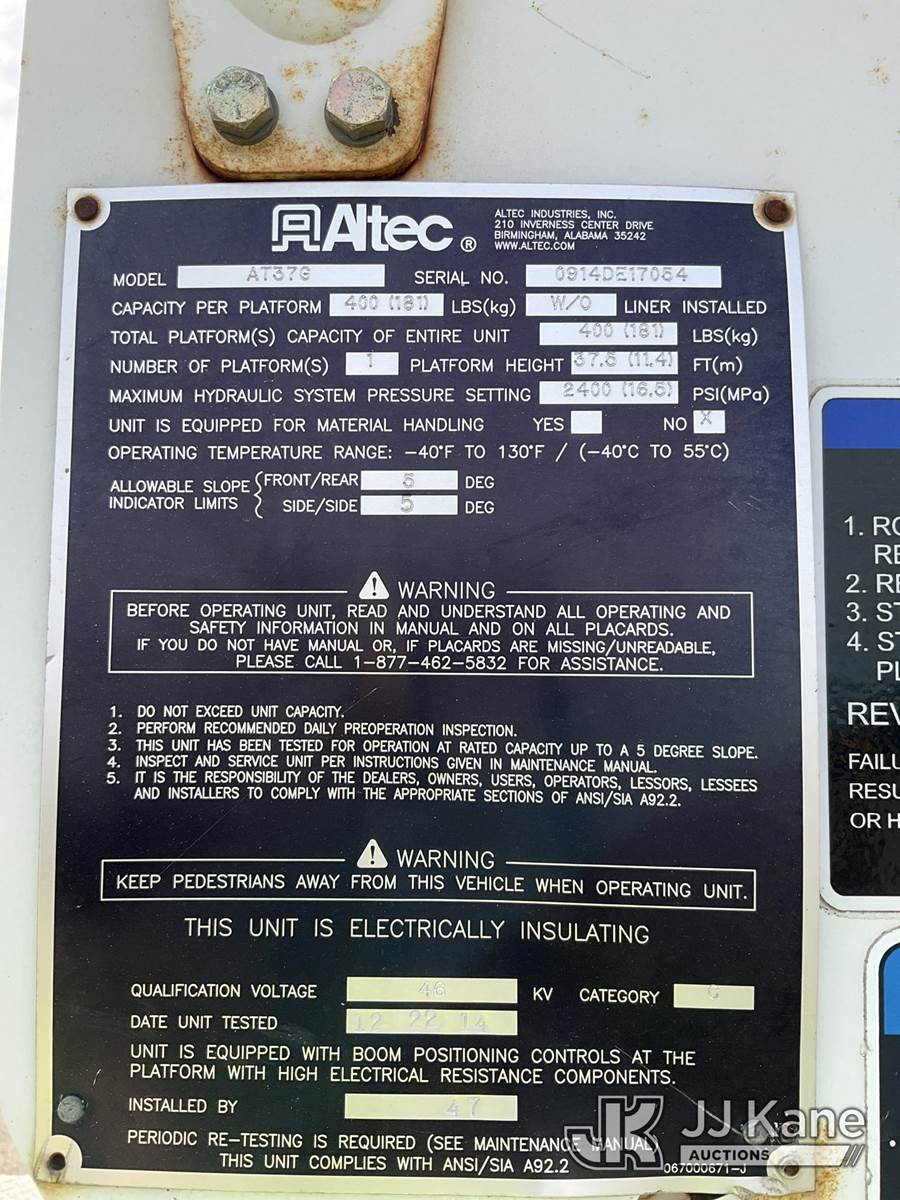 Altec®
ALTEC INDUSTRIES, INC.
210 INVERNESS CENTER DRIVE
BIRMINGHAM, ALABAMA 35242
WWW.ALTEC.COM
MODEL AT37G SERIAL NO. 0914DE17054
CAPACITY PER PLATFORM 400 (181) LBS(kg) W/O LINER INSTALLED
TOTAL PLATFORM(S) CAPACITY OF ENTIRE UNIT 400 (181) LBS(kg)
NUMBER OF PLATFORM(S) 1 PLATFORM HEIGHT 37.5 (11.4) FT(m)
MAXIMUM HYDRAULIC SYSTEM PRESSURE SETTING 2400 (16.5) PSI(MPa)
UNIT IS EQUIPPED FOR MATERIAL HANDLING YES NO X
OPERATING TEMPERATURE RANGE: -40°F TO 130°F / (-40°C TO 55°C)
ALLOWABLE SLOPE FRONT/REAR 5 DEG
INDICATOR LIMITS SIDE/SIDE 5 DEG
WARNING
BEFORE OPERATING UNIT, READ AND UNDERSTAND ALL OPERATING AND
SAFETY INFORMATION IN MANUAL AND ON ALL PLACARDS.
IF YOU DO NOT HAVE MANUAL OR, IF PLACARDS ARE MISSING/UNREADABLE,
PLEASE CALL 1-877-462-5832 FOR ASSISTANCE.
1. DO NOT EXCEED UNIT CAPACITY.
2. PERFORM RECOMMENDED DAILY PREOPERATION INSPECTION.
3. THIS UNIT HAS BEEN TESTED FOR OPERATION AT RATED CAPACITY UP TO A 5 DEGREE SLOPE.
4. INSPECT AND SERVICE UNIT PER INSTRUCTIONS GIVEN IN MAINTENANCE MANUAL.
5. IT IS THE RESPONSIBILITY OF THE DEALERS, OWNERS, USERS, OPERATORS, LESSORS, LESSEES
AND INSTALLERS TO COMPLY WITH THE APPROPRIATE SECTIONS OF ANSI/SIA A92.2.
WARNING
KEEP PEDESTRIANS AWAY FROM THIS VEHICLE WHEN OPERATING UNIT.
THIS UNIT IS ELECTRICALLY INSULATING
QUALIFICATION VOLTAGE 46 KV CATEGORY C
DATE UNIT TESTED 12 22 14
UNIT IS EQUIPPED WITH BOOM POSITIONING CONTROLS AT THE
PLATFORM WITH HIGH ELECTRICAL RESISTANCE COMPONENTS.
INSTALLED BY 47
PERIODIC RE-TESTING IS REQUIRED (SEE MAINTENANCE MANUAL)
THIS UNIT COMPLIES WITH ANSI/SIA A92.2 067000671-J
1. RO
RE
2. RE
3. ST
4. ST
PL
REV
FAILU
RESU
OR H
JK JJ Kane
AUCTIONS